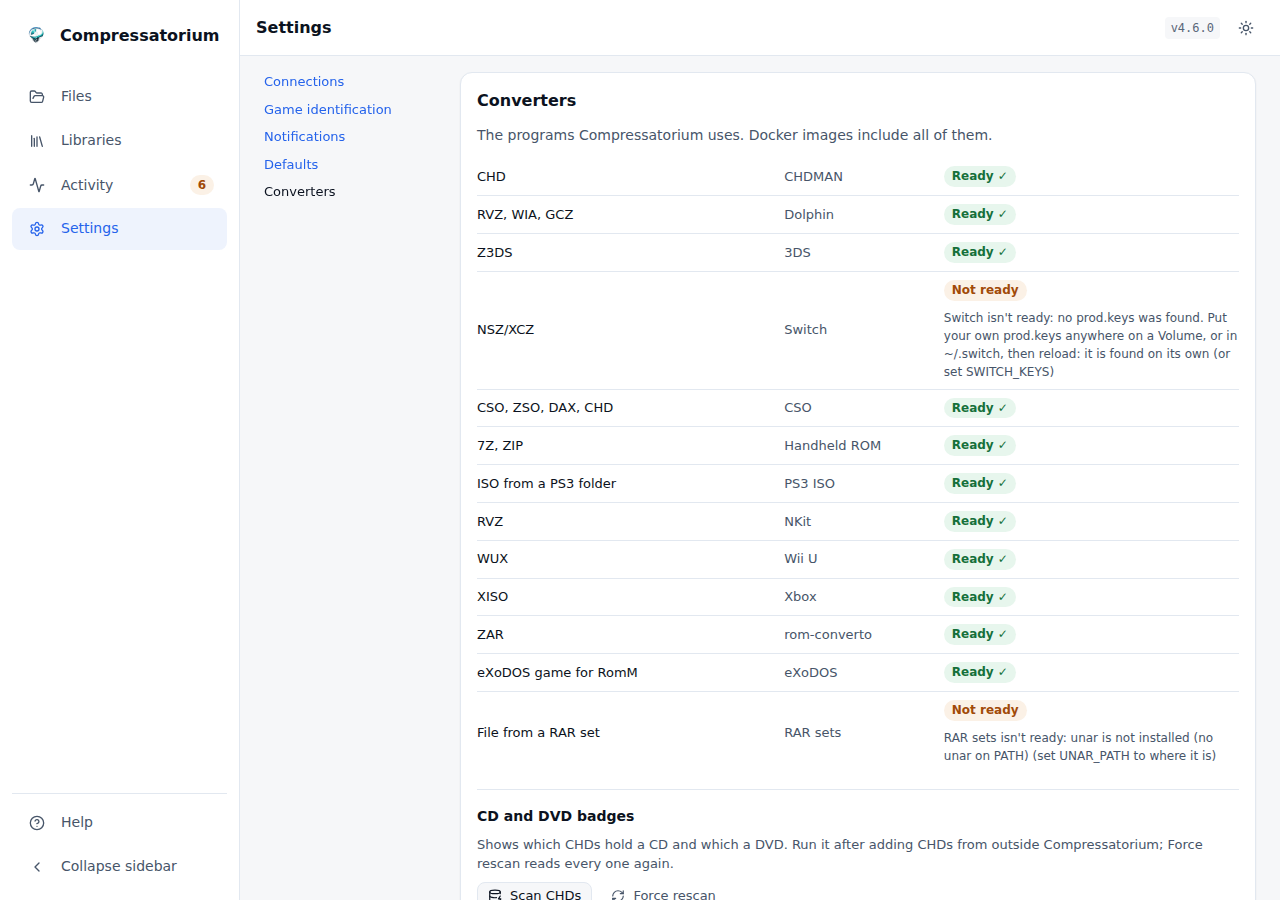 Compressatorium
Files
Libraries
Activity
6
Settings
Help
Collapse sidebar
Settings
v4.6.0
Connections
Game identification
Notifications
Defaults
Converters
Converters
The programs Compressatorium uses. Docker images include all of them.
CHD CHDMAN Ready ✓
RVZ, WIA, GCZ Dolphin Ready ✓
Z3DS 3DS Ready ✓
NSZ/XCZ Switch Not ready
Switch isn't ready: no prod.keys was found. Put
your own prod.keys anywhere on a Volume, or in
~/.switch, then reload: it is found on its own (or
set SWITCH_KEYS)
CSO, ZSO, DAX, CHD CSO Ready ✓
7Z, ZIP Handheld ROM Ready ✓
ISO from a PS3 folder PS3 ISO Ready ✓
RVZ NKit Ready ✓
WUX Wii U Ready ✓
XISO Xbox Ready ✓
ZAR rom-converto Ready ✓
eXoDOS game for RomM eXoDOS Ready ✓
File from a RAR set RAR sets Not ready
RAR sets isn't ready: unar is not installed (no
unar on PATH) (set UNAR_PATH to where it is)
CD and DVD badges
Shows which CHDs hold a CD and which a DVD. Run it after adding CHDs from outside Compressatorium; Force
rescan reads every one again.
Scan CHDs Force rescan